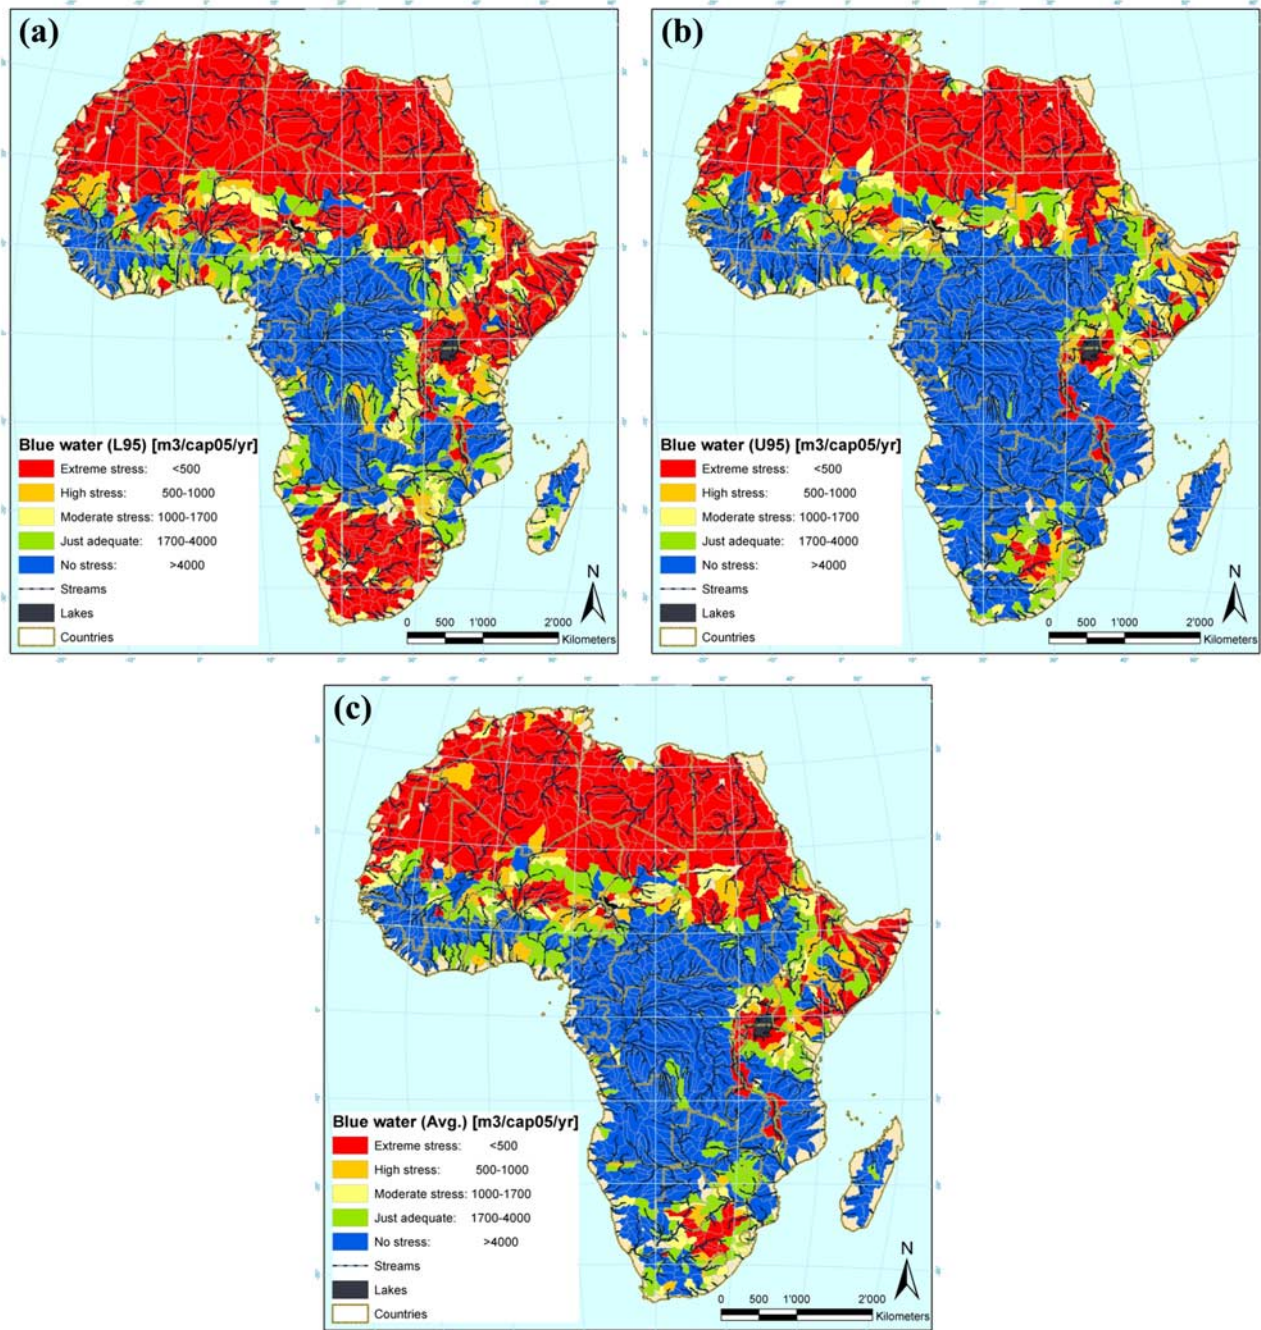 (a)
Blue water (L95) [m3/cap05/yr]
Extreme stress: <500
High stress: 500-1000
Moderate stress: 1000-1700
Just adequate: 1700-4000
No stress: >4000
Streams
Lakes
Countries
N
0 500 1'000 2'000
Kilometers
(b)
Blue water (U95) [m3/cap05/yr]
Extreme stress: <500
High stress: 500-1000
Moderate stress: 1000-1700
Just adequate: 1700-4000
No stress: >4000
Streams
Lakes
Countries
N
0 500 1'000 2'000
Kilometers
(c)
Blue water (Avg.) [m3/cap05/yr]
Extreme stress: <500
High stress: 500-1000
Moderate stress: 1000-1700
Just adequate: 1700-4000
No stress: >4000
Streams
Lakes
Countries
N
0 500 1'000 2'000
Kilometers